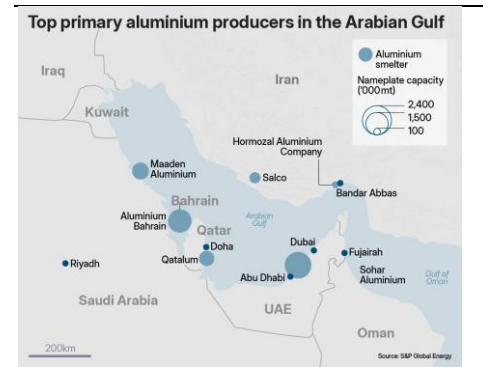 Top primary aluminium producers in the Arabian Gulf
Iraq
Iran
Kuwait
Aluminium
smelter
Nameplate capacity
('000mt)
2,400
1,500
100
Hormozal Aluminium
Company
Maaden
Aluminium
Salco
Bandar Abbas
Bahrain
Aluminium
Bahrain
Qatar
Arabian
Gulf
Doha
Dubai
Fujairah
Riyadh
Qatalum
Abu Dhabi
Sohar
Aluminium
Gulf of
Oman
Saudi Arabia
UAE
Oman
200km
Source: S&P Global Energy